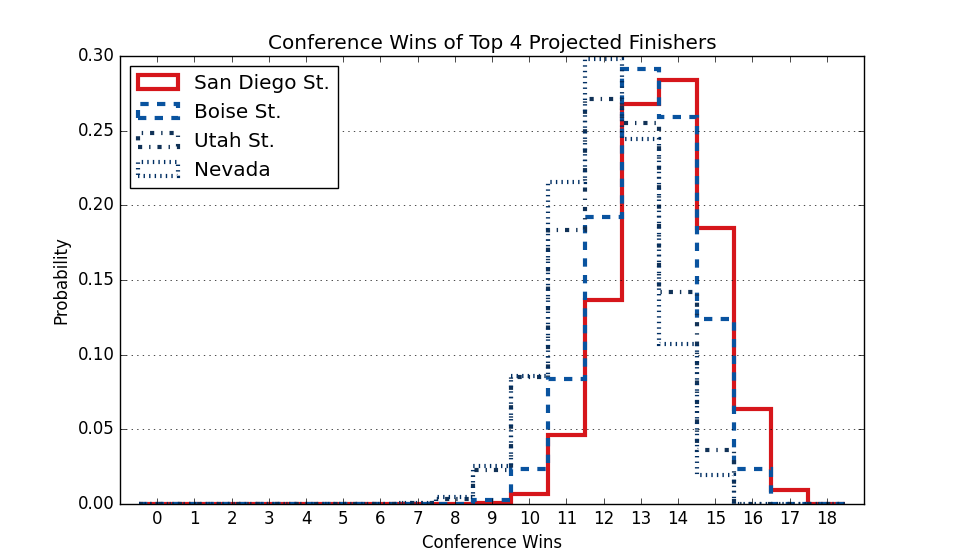 Conference Wins of Top 4 Projected Finishers
San Diego St.
Boise St.
Utah St.
Nevada
0.30
0.25
0.20
0.15
0.10
0.05
0.00
Probability
0 1 2 3 4 5 6 7 8 9 10 11 12 13 14 15 16 17 18
Conference Wins